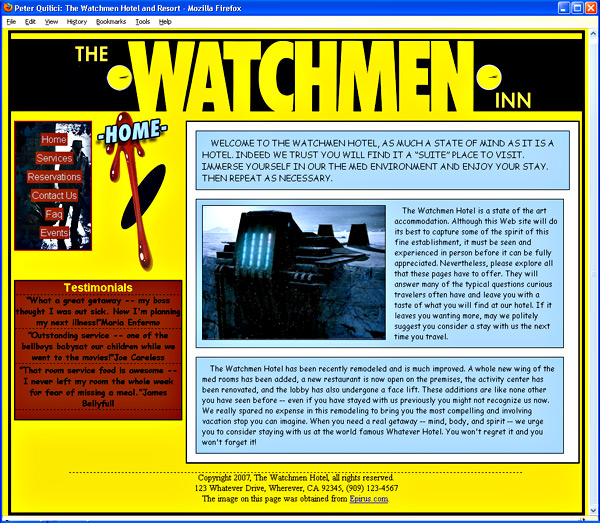 Peter Quilici: The Watchmen Hotel and Resort - Mozilla Firefox
File Edit View History Bookmarks Tools Help
THE WATCHMEN INN
-HOME-
Home
Services
Reservations
Contact Us
Faq
Events
WELCOME TO THE WATCHMEN HOTEL, AS MUCH A STATE OF MIND AS IT IS A
HOTEL. INDEED WE TRUST YOU WILL FIND IT A "SUITE" PLACE TO VISIT.
IMMERSE YOURSELF IN OUR THE MED ENVIRONMENT AND ENJOY YOUR STAY.
THEN REPEAT AS NECESSARY.
The Watchmen Hotel is a state of the art
accommodation. Although this Web site will do
its best to capture some of the spirit of this
fine establishment, it must be seen and
experienced in person before it can be fully
appreciated. Nevertheless, please explore all
that these pages have to offer. They will
answer many of the typical questions curious
travelers often have and leave you with a
taste of what you will find at our hotel. If it
leaves you wanting more, may we politely
suggest you consider a stay with us the next
time you travel.
Testimonials
"What a great getaway -- my boss
thought I was out sick. Now I'm planning
my next illness!"Maria Enfermo
"Outstanding service -- one of the
bellboys babysat our children while we
went to the movies!"Joe Careless
"That room service food is awesome --
I never left my room the whole week
for fear of missing a meal."James
Bellyfull
The Watchmen Hotel has been recently remodeled and is much improved. A whole new wing of the
med rooms has been added, a new restaurant is now open on the premises, the activity center has
been renovated, and the lobby has also undergone a face lift. These additions are like none other
you have seen before -- even if you have stayed with us previously you might not recognize us now.
We really spared no expense in this remodeling to bring you the most compelling and involving
vacation stop you can imagine. When you need a real getaway -- mind, body, and spirit -- we urge
you to consider staying with us at the world famous Whatever Hotel. You won't regret it and you
won't forget it!
Copyright 2007, The Watchmen Hotel, all rights reserved.
123 Whatever Drive, Wherever, CA 92345, (909) 123-4567
The image on this page was obtained from Epirus.com.